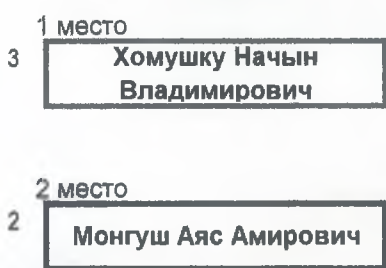 1 место
3
Хомушку Начын
Владимирович
2 место
2
Монгуш Аяс Амирович